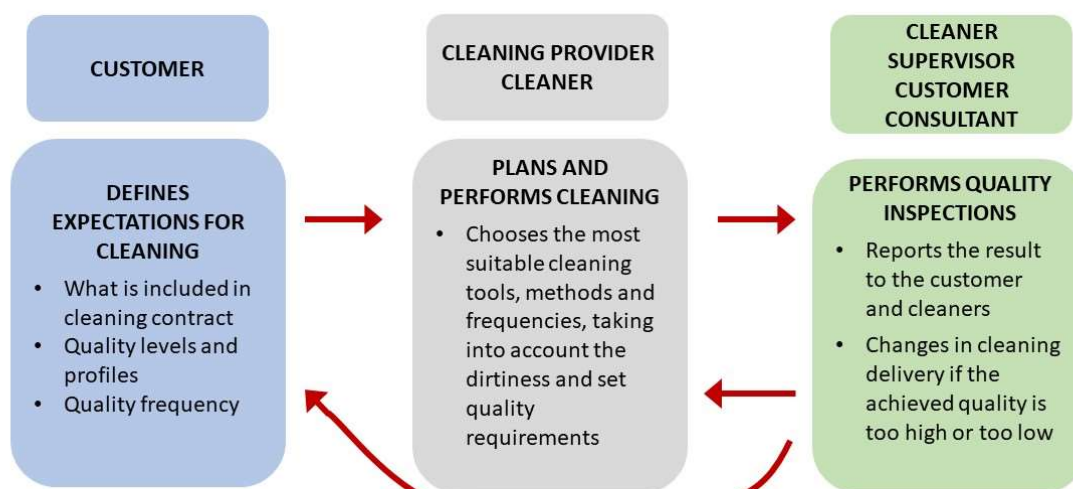 CUSTOMER
DEFINES
EXPECTATIONS FOR
CLEANING
• What is included in
cleaning contract
• Quality levels and
profiles
• Quality frequency
CLEANING PROVIDER
CLEANER
PLANS AND
PERFORMS CLEANING
• Chooses the most
suitable cleaning
tools, methods and
frequencies, taking
into account the
dirtiness and set
quality
requirements
CLEANER
SUPERVISOR
CUSTOMER
CONSULTANT
PERFORMS QUALITY
INSPECTIONS
• Reports the result
to the customer
and cleaners
• Changes in cleaning
delivery if the
achieved quality is
too high or too low